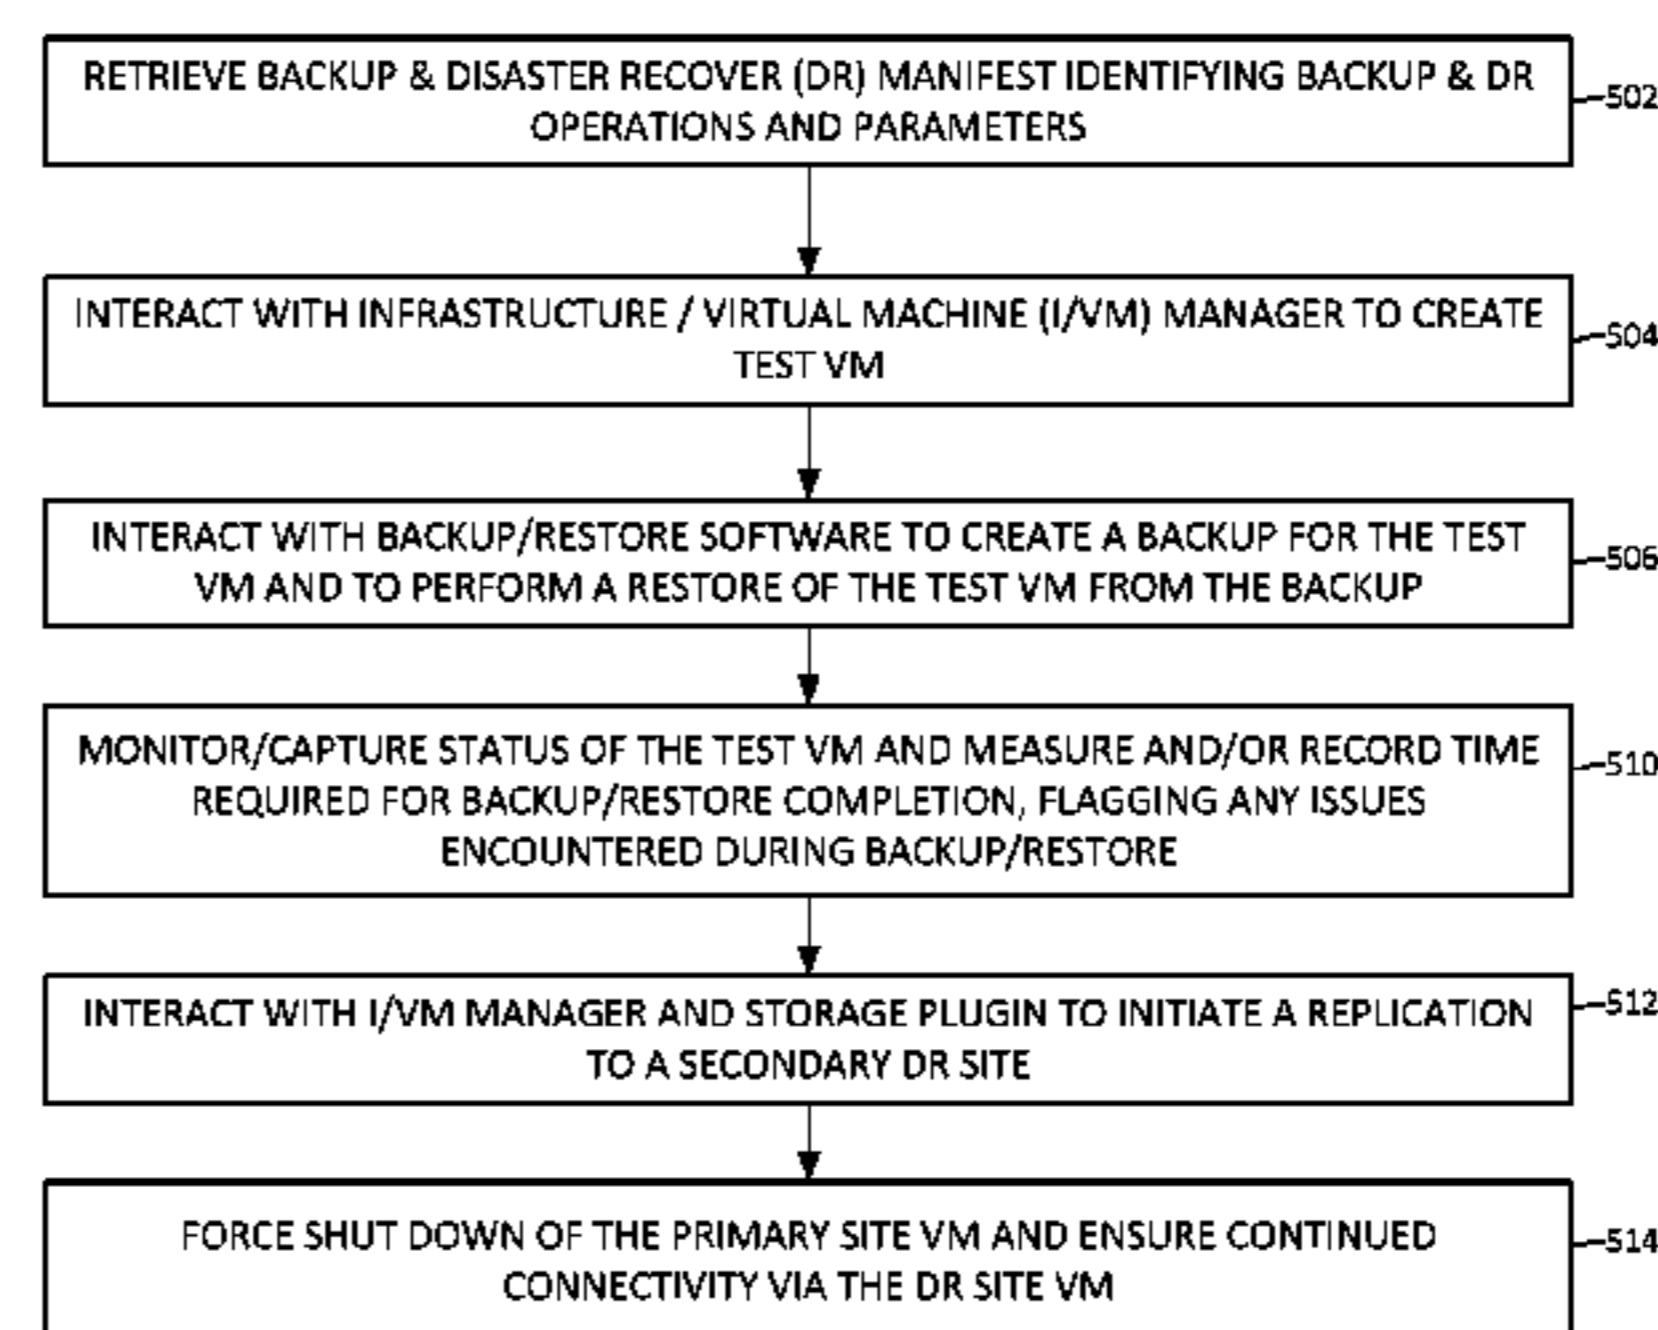 RETRIEVE BACKUP & DISASTER RECOVER (DR) MANIFEST IDENTIFYING BACKUP & DR
OPERATIONS AND PARAMETERS
502
INTERACT WITH INFRASTRUCTURE / VIRTUAL MACHINE (I/VM) MANAGER TO CREATE
TEST VM
504
INTERACT WITH BACKUP/RESTORE SOFTWARE TO CREATE A BACKUP FOR THE TEST
VM AND TO PERFORM A RESTORE OF THE TEST VM FROM THE BACKUP
506
MONITOR/CAPTURE STATUS OF THE TEST VM AND MEASURE AND/OR RECORD TIME
REQUIRED FOR BACKUP/RESTORE COMPLETION, FLAGGING ANY ISSUES
ENCOUNTERED DURING BACKUP/RESTORE
510
INTERACT WITH I/VM MANAGER AND STORAGE PLUGIN TO INITIATE A REPLICATION
TO A SECONDARY DR SITE
512
FORCE SHUT DOWN OF THE PRIMARY SITE VM AND ENSURE CONTINUED
CONNECTIVITY VIA THE DR SITE VM
514